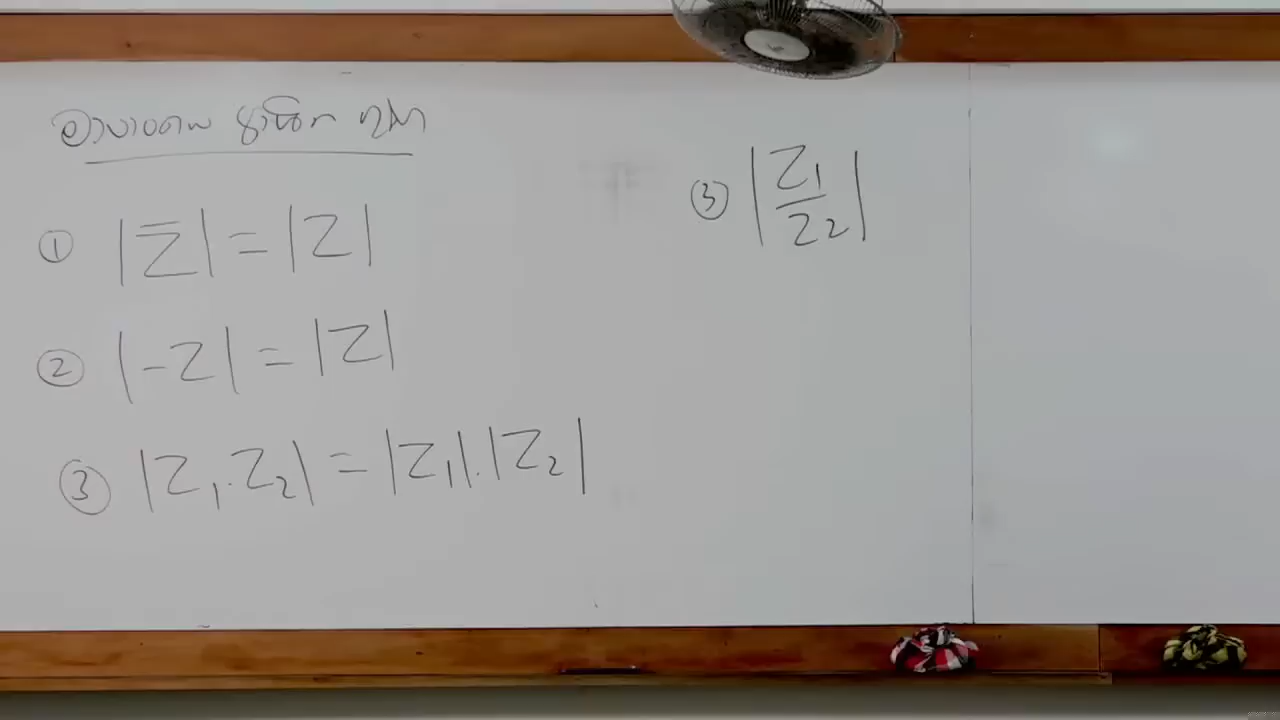 ① |z̅| = |z|
② |-z| = |z|
③ |z₁.z₂| = |z₁|.|z₂|
③ |z₁/z₂|